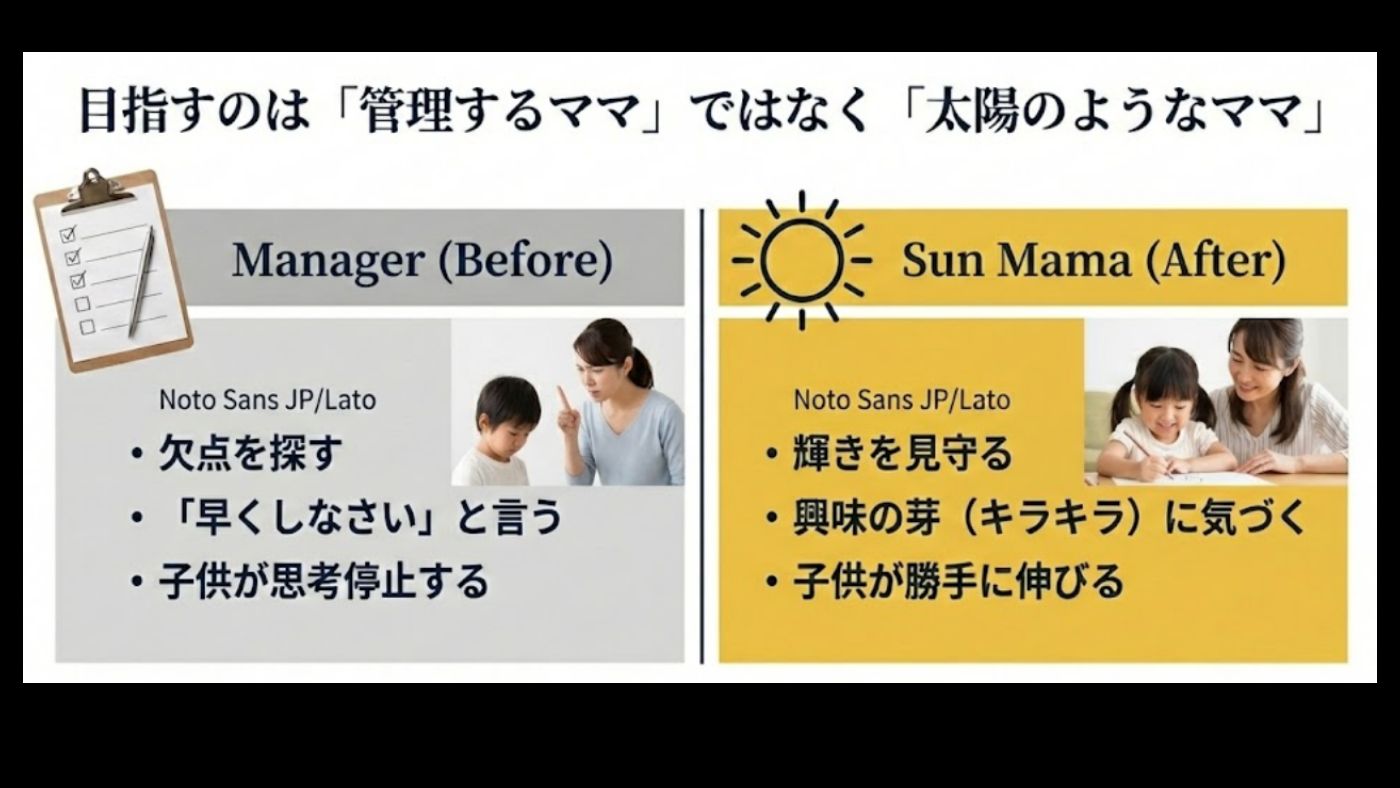 目指すのは「管理するママ」ではなく「太陽のようなママ」
Manager (Before)
Noto Sans JP/Lato
・欠点を探す
・「早くしなさい」と言う
・子供が思考停止する
Sun Mama (After)
Noto Sans JP/Lato
・輝きを見守る
・興味の芽（キラキラ）に気づく
・子供が勝手に伸びる